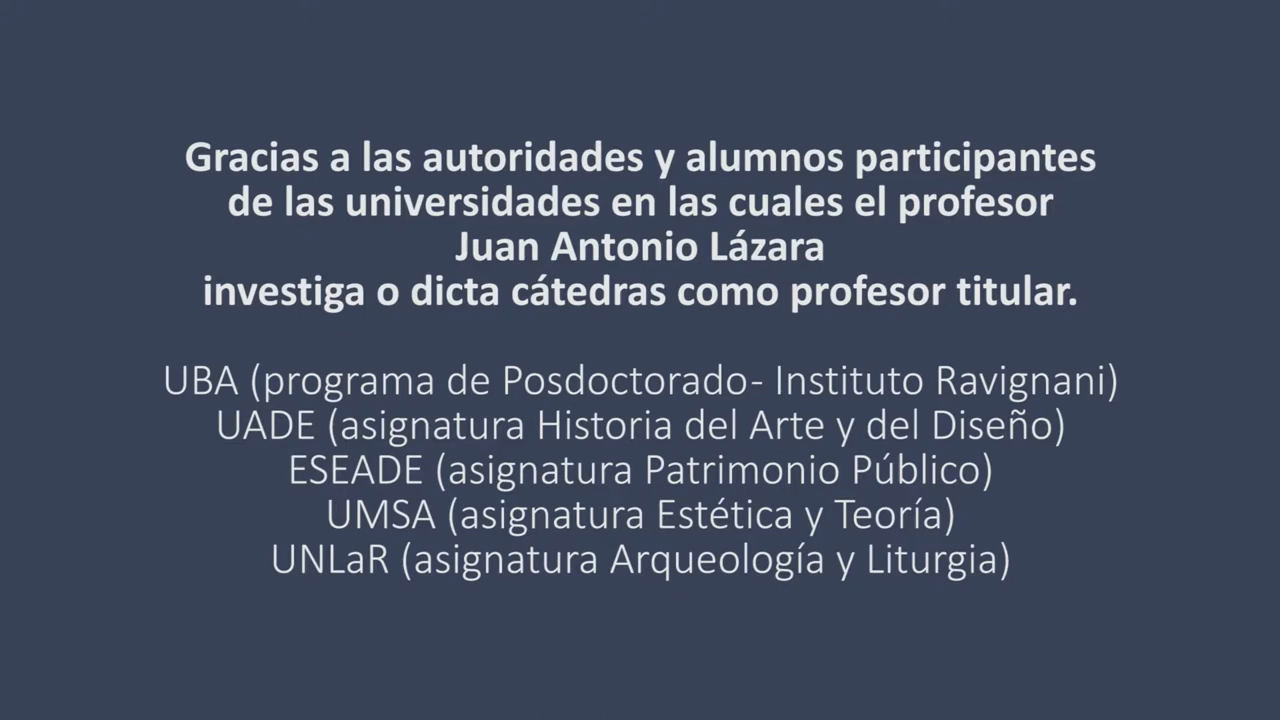 Gracias a las autoridades y alumnos participantes
de las universidades en las cuales el profesor
Juan Antonio Lázara
investiga o dicta cátedras como profesor titular.
UBA (programa de Posdoctorado- Instituto Ravignani)
UADE (asignatura Historia del Arte y del Diseño)
ESEADE (asignatura Patrimonio Público)
UMSA (asignatura Estética y Teoría)
UNLaR (asignatura Arqueología y Liturgia)